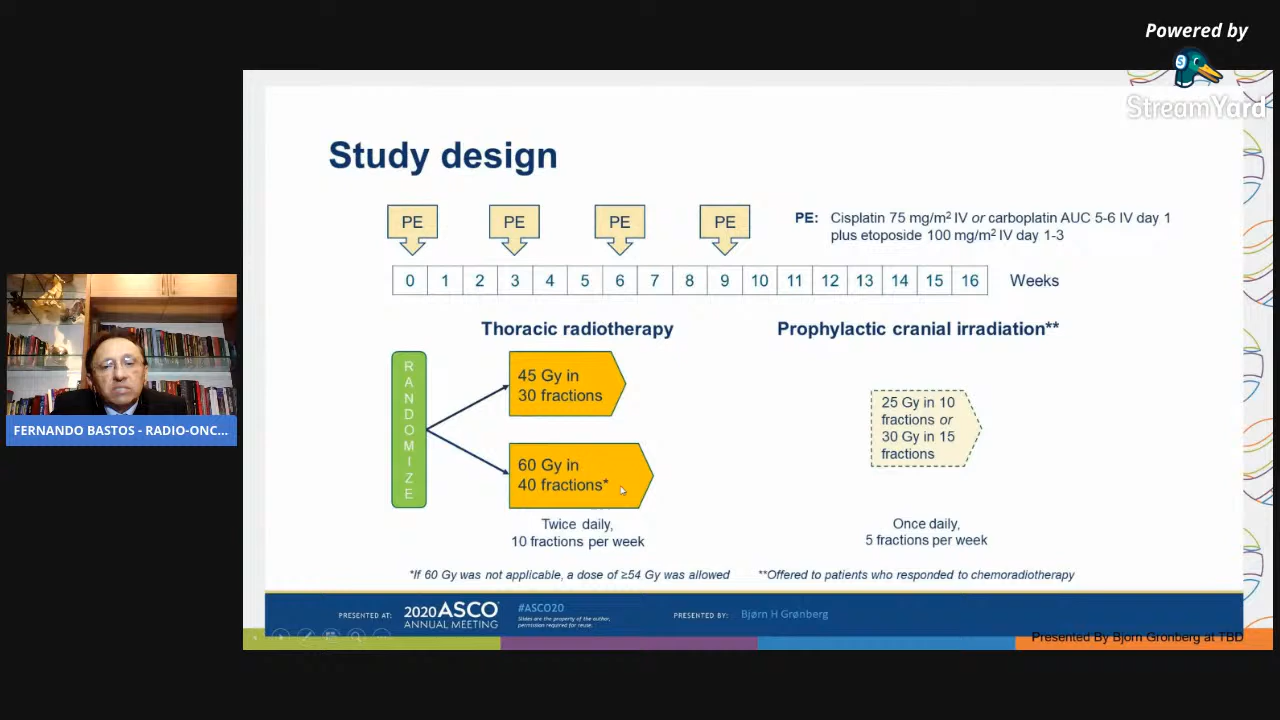 Powered by
StreamYard
Study design
PE PE PE PE
PE: Cisplatin 75 mg/m² IV or carboplatin AUC 5-6 IV day 1
plus etoposide 100 mg/m² IV day 1-3
0 1 2 3 4 5 6 7 8 9 10 11 12 13 14 15 16 Weeks
Thoracic radiotherapy
Prophylactic cranial irradiation**
RANDOMIZE
45 Gy in
30 fractions
60 Gy in
40 fractions*
Twice daily,
10 fractions per week
25 Gy in 10
fractions or
30 Gy in 15
fractions
Once daily,
5 fractions per week
*If 60 Gy was not applicable, a dose of ≥54 Gy was allowed
**Offered to patients who responded to chemoradiotherapy
FERNANDO BASTOS - RADIO-ONC...
PRESENTED AT:
2020 ASCO
ANNUAL MEETING
#ASCO20
Slides are the property of the author,
permission required for reuse.
PRESENTED BY: Bjørn H Grønberg
Presented By Bjorn Gronberg at TBD